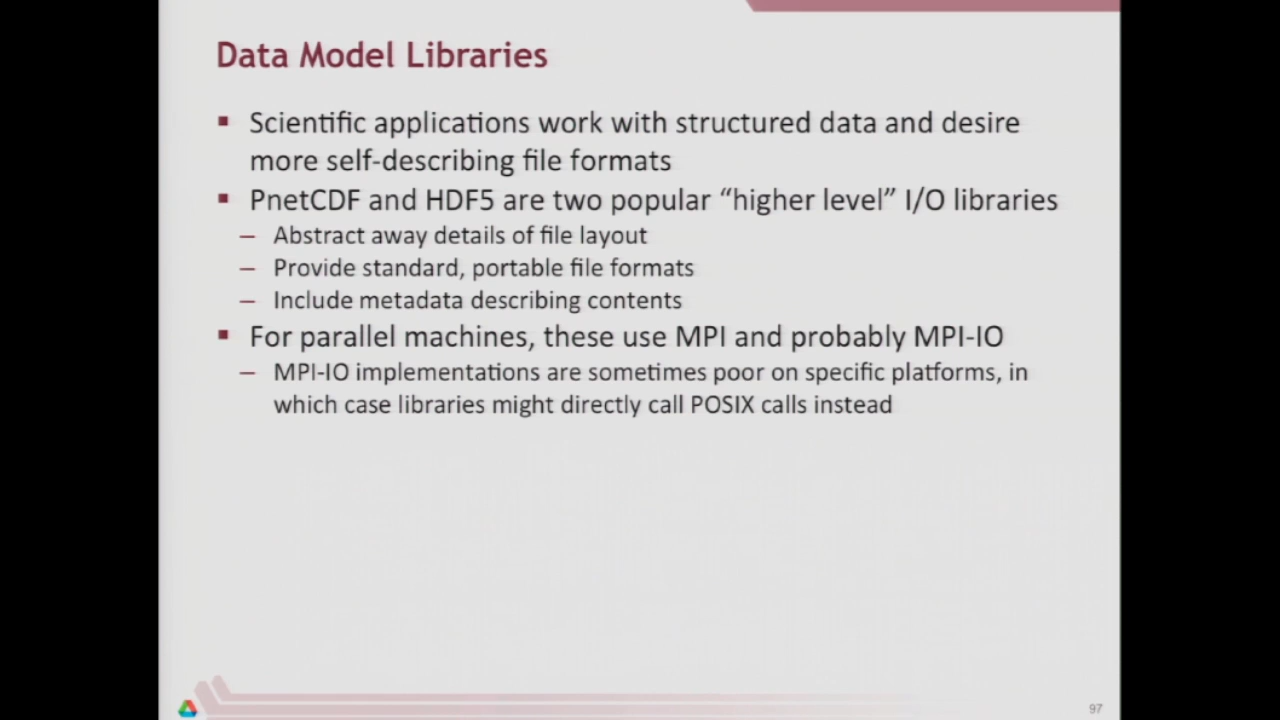 Data Model Libraries
▪ Scientific applications work with structured data and desire
more self-describing file formats
▪ PnetCDF and HDF5 are two popular “higher level” I/O libraries
– Abstract away details of file layout
– Provide standard, portable file formats
– Include metadata describing contents
▪ For parallel machines, these use MPI and probably MPI-IO
– MPI-IO implementations are sometimes poor on specific platforms, in
which case libraries might directly call POSIX calls instead
97